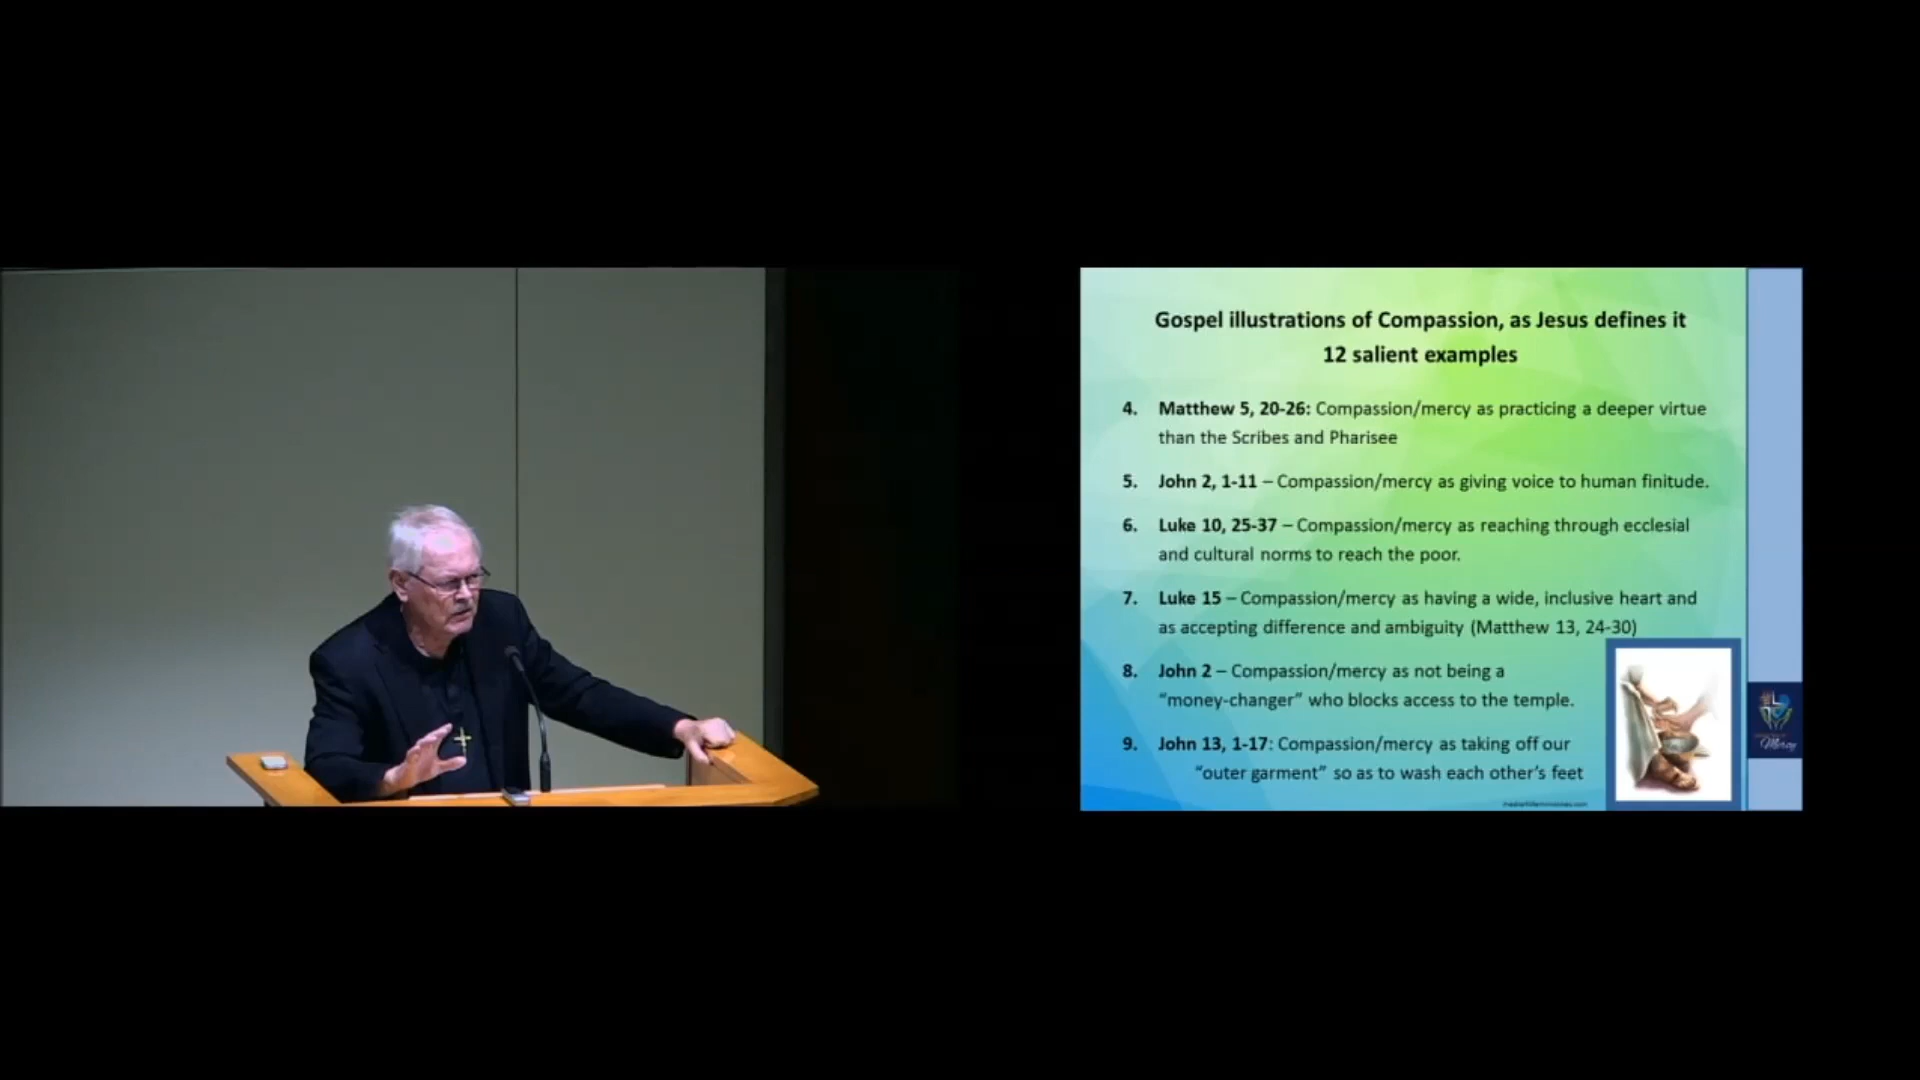 Gospel illustrations of Compassion, as Jesus defines it
12 salient examples
4. Matthew 5, 20-26: Compassion/mercy as practicing a deeper virtue
than the Scribes and Pharisee
5. John 2, 1-11 – Compassion/mercy as giving voice to human finitude.
6. Luke 10, 25-37 – Compassion/mercy as reaching through ecclesial
and cultural norms to reach the poor.
7. Luke 15 – Compassion/mercy as having a wide, inclusive heart and
as accepting difference and ambiguity (Matthew 13, 24-30)
8. John 2 – Compassion/mercy as not being a
“money-changer” who blocks access to the temple.
9. John 13, 1-17: Compassion/mercy as taking off our
“outer garment” so as to wash each other’s feet
Mercy